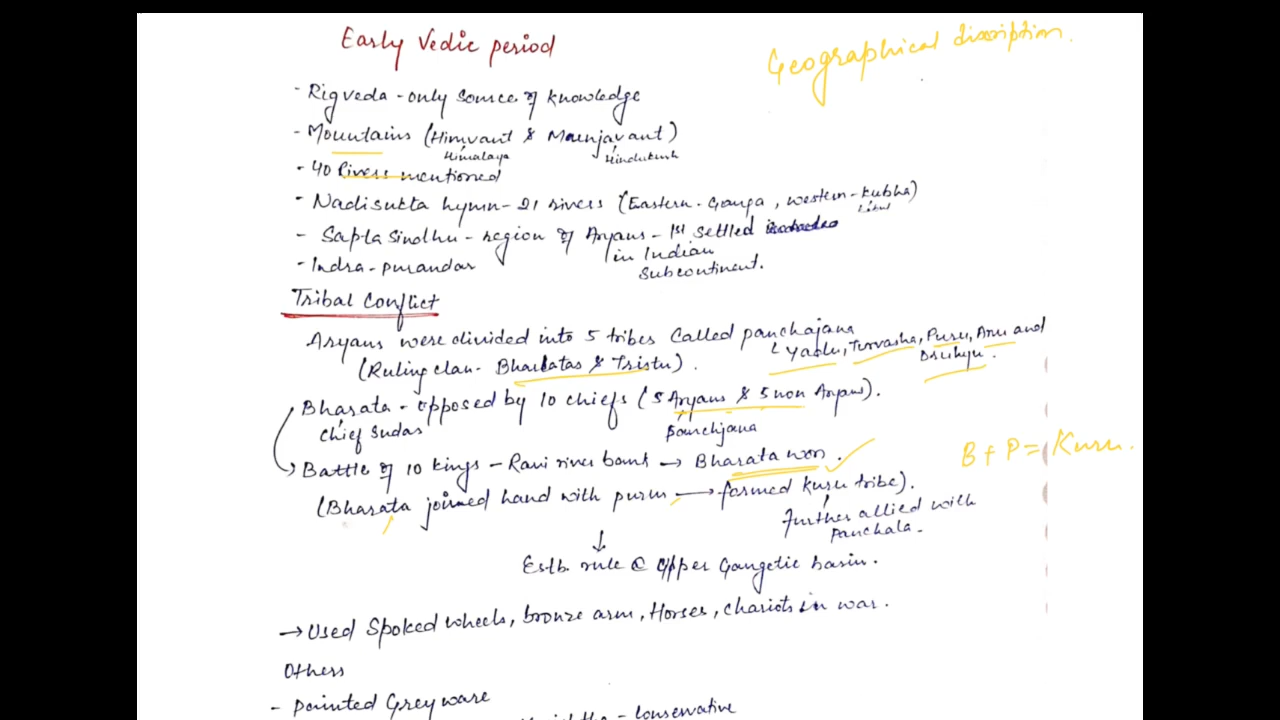 Early Vedic period
Geographical discription.
- Rigveda - only source of knowledge
- Mountains (Himvant & Maunjavant)
Himalaya Hindukush
- 40 Rivers mentioned
- Nadisukta hymn - 21 rivers (Eastern - Ganga, western - Kubha)
- Sapta Sindhu - region of Aryans - 1st settled
in Indian
subcontinent.
- Indra - purandar
Tribal Conflict
Aryans were divided into 5 tribes called panchajana
Yadu, Turvasha, Puru, Anu and
Druhyu.
(Ruling clan - Bharatas & Tristu).
Bharata - opposed by 10 chiefs (5 Aryans & 5 non Aryans).
chief Sudas
panchjana
Battle of 10 kings - Ravi river bank → Bharata won.
B + P = Kuru.
(Bharata joined hand with purus → formed kuru tribe).
further allied with
panchala.
↓
Estb. rule @ upper Gangetic basin.
→ Used Spoked wheels, bronze arm, Horses, chariots in war.
Others
- painted Greyware
- conservative